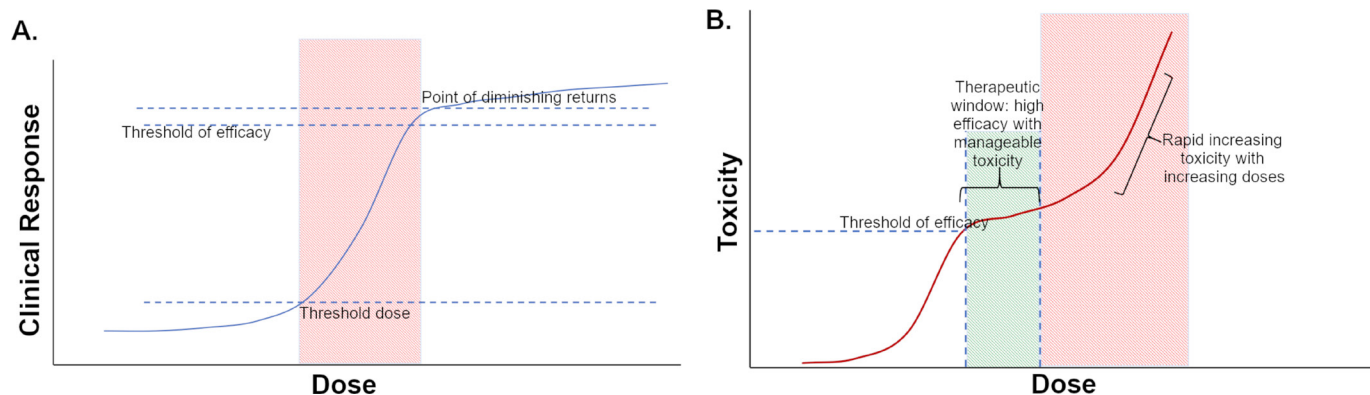 A.
Clinical Response
Point of diminishing returns
Threshold of efficacy
Threshold dose
Dose
B.
Toxicity
Therapeutic
window: high
efficacy with
manageable
toxicity
Rapid increasing
toxicity with
increasing doses
Threshold of efficacy
Dose